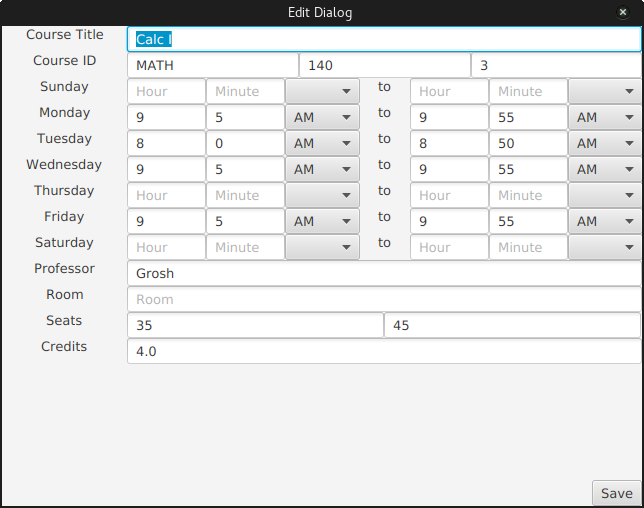 Edit Dialog
Course Title Calc I
Course ID MATH 140 3
Sunday Hour Minute to Hour Minute
Monday 9 5 AM to 9 55 AM
Tuesday 8 0 AM to 8 50 AM
Wednesday 9 5 AM to 9 55 AM
Thursday Hour Minute to Hour Minute
Friday 9 5 AM to 9 55 AM
Saturday Hour Minute to Hour Minute
Professor Grosh
Room Room
Seats 35 45
Credits 4.0
Save